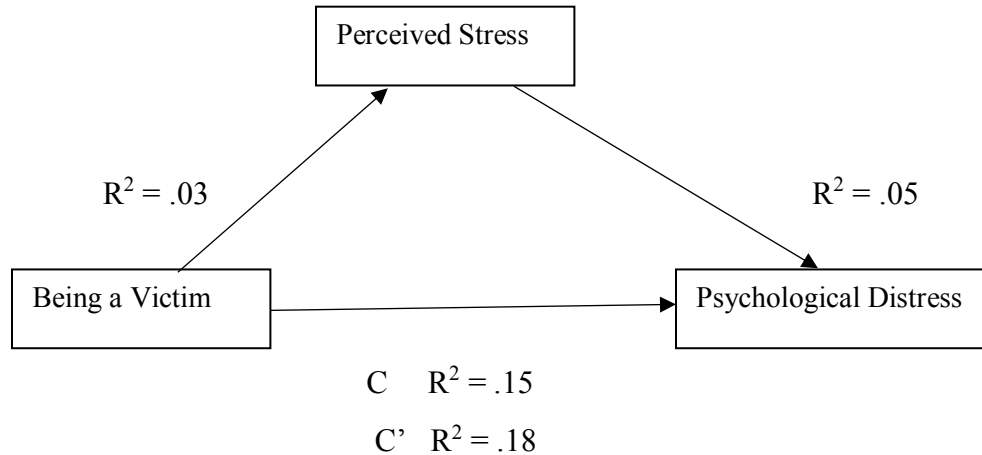 Perceived Stress
R² = .03
R² = .05
Being a Victim
Psychological Distress
C R² = .15
C’ R² = .18